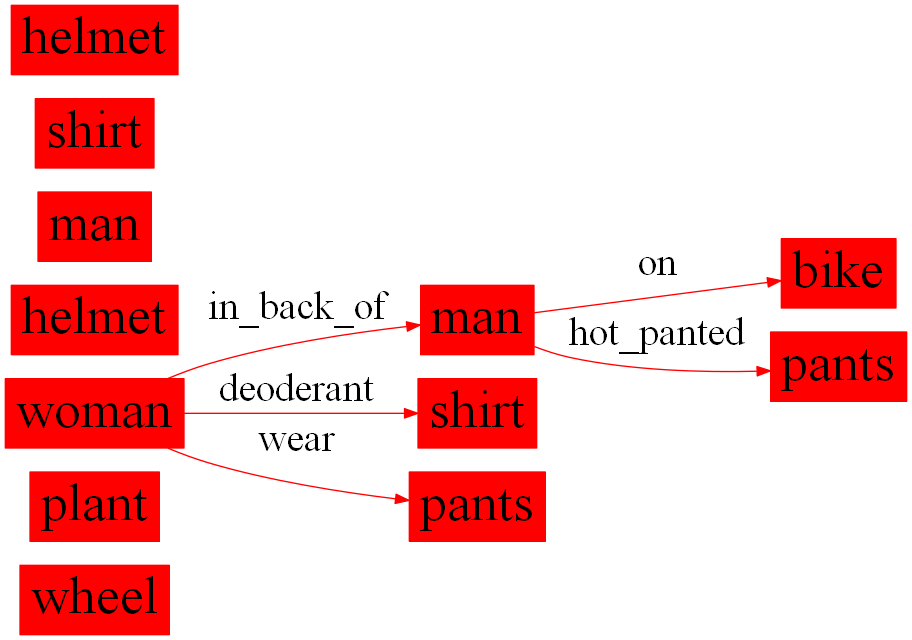 helmet
shirt
man
helmet
woman
plant
wheel
in_back_of
deoderant
wear
man
shirt
pants
on
hot_panted
bike
pants